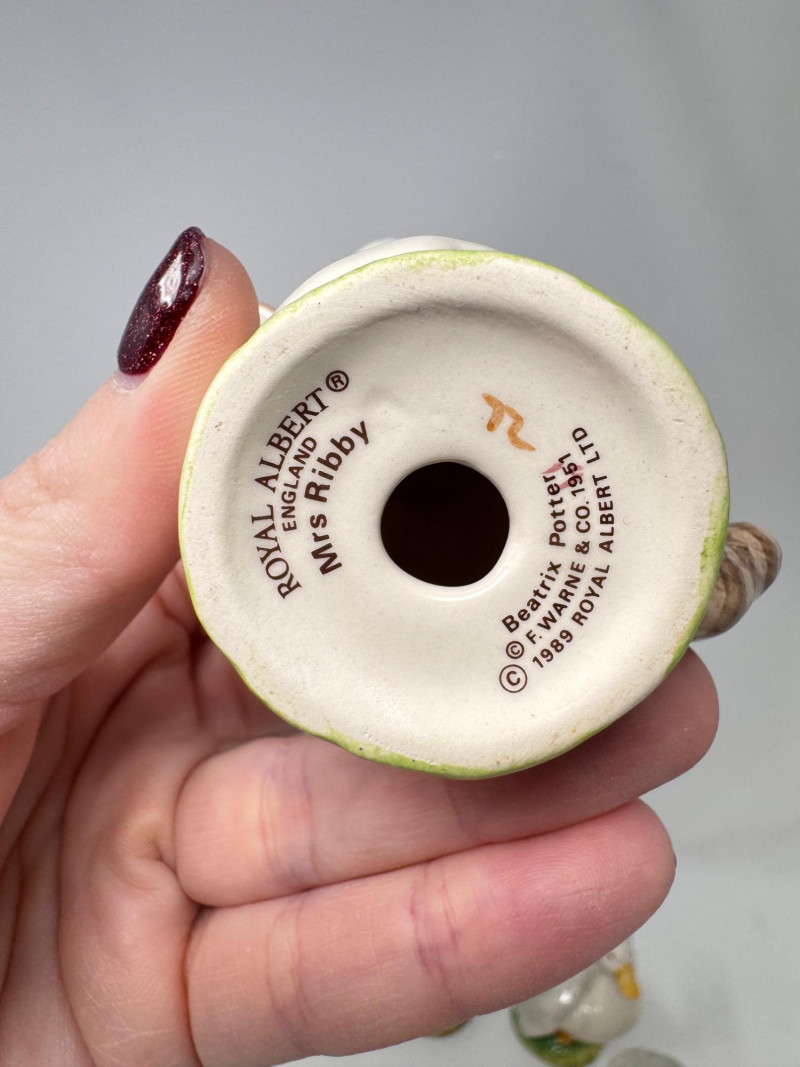 ROYAL ALBERT®
ENGLAND
Mrs Ribby
Beatrix Potter
© F. WARNE & CO. 1951
© 1989 ROYAL ALBERT LTD